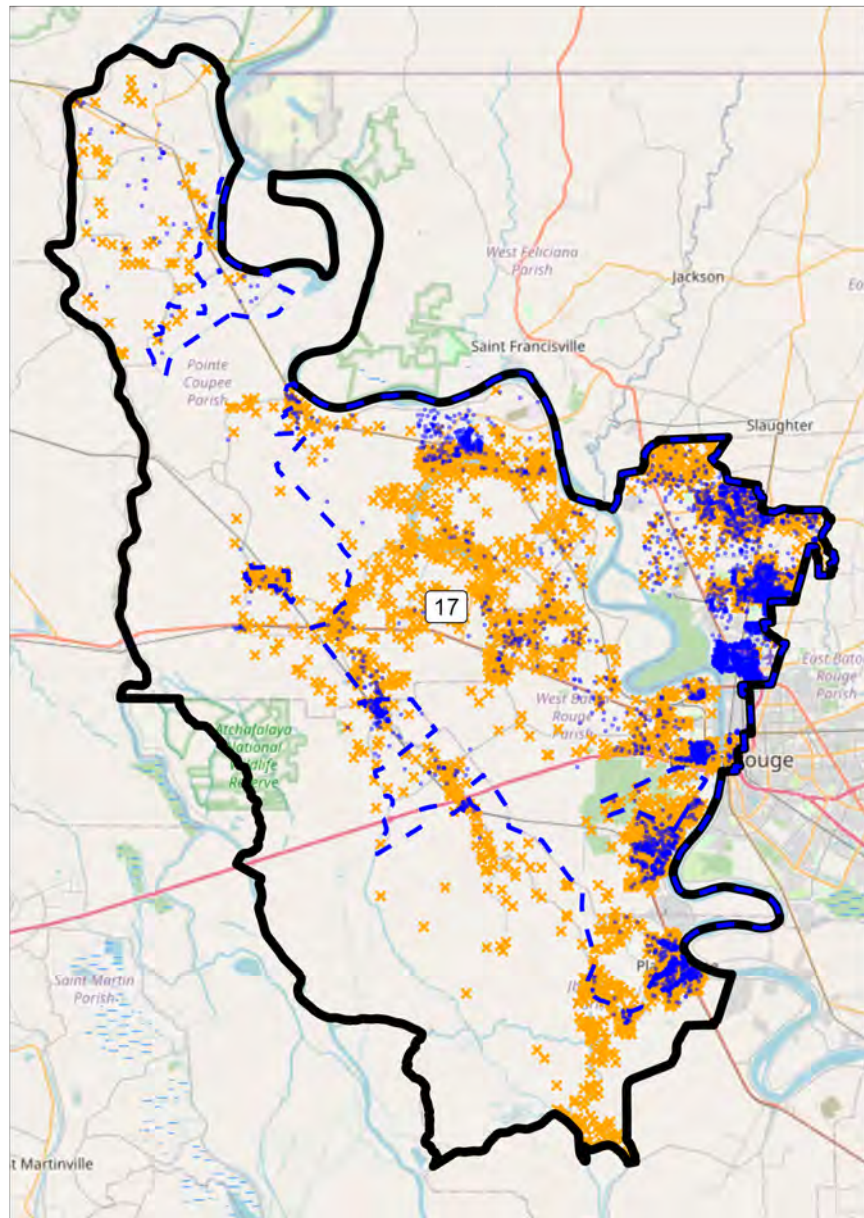 West Feliciana
Parish
Jackson
Saint Francisville
Pointe
Coupee
Parish
Slaughter
17
East Baton
Rouge
Parish
West Baton
Rouge
Parish
Atchafalaya
National
Wildlife
Reserve
ouge
Saint Martin
Parish
t Martinville